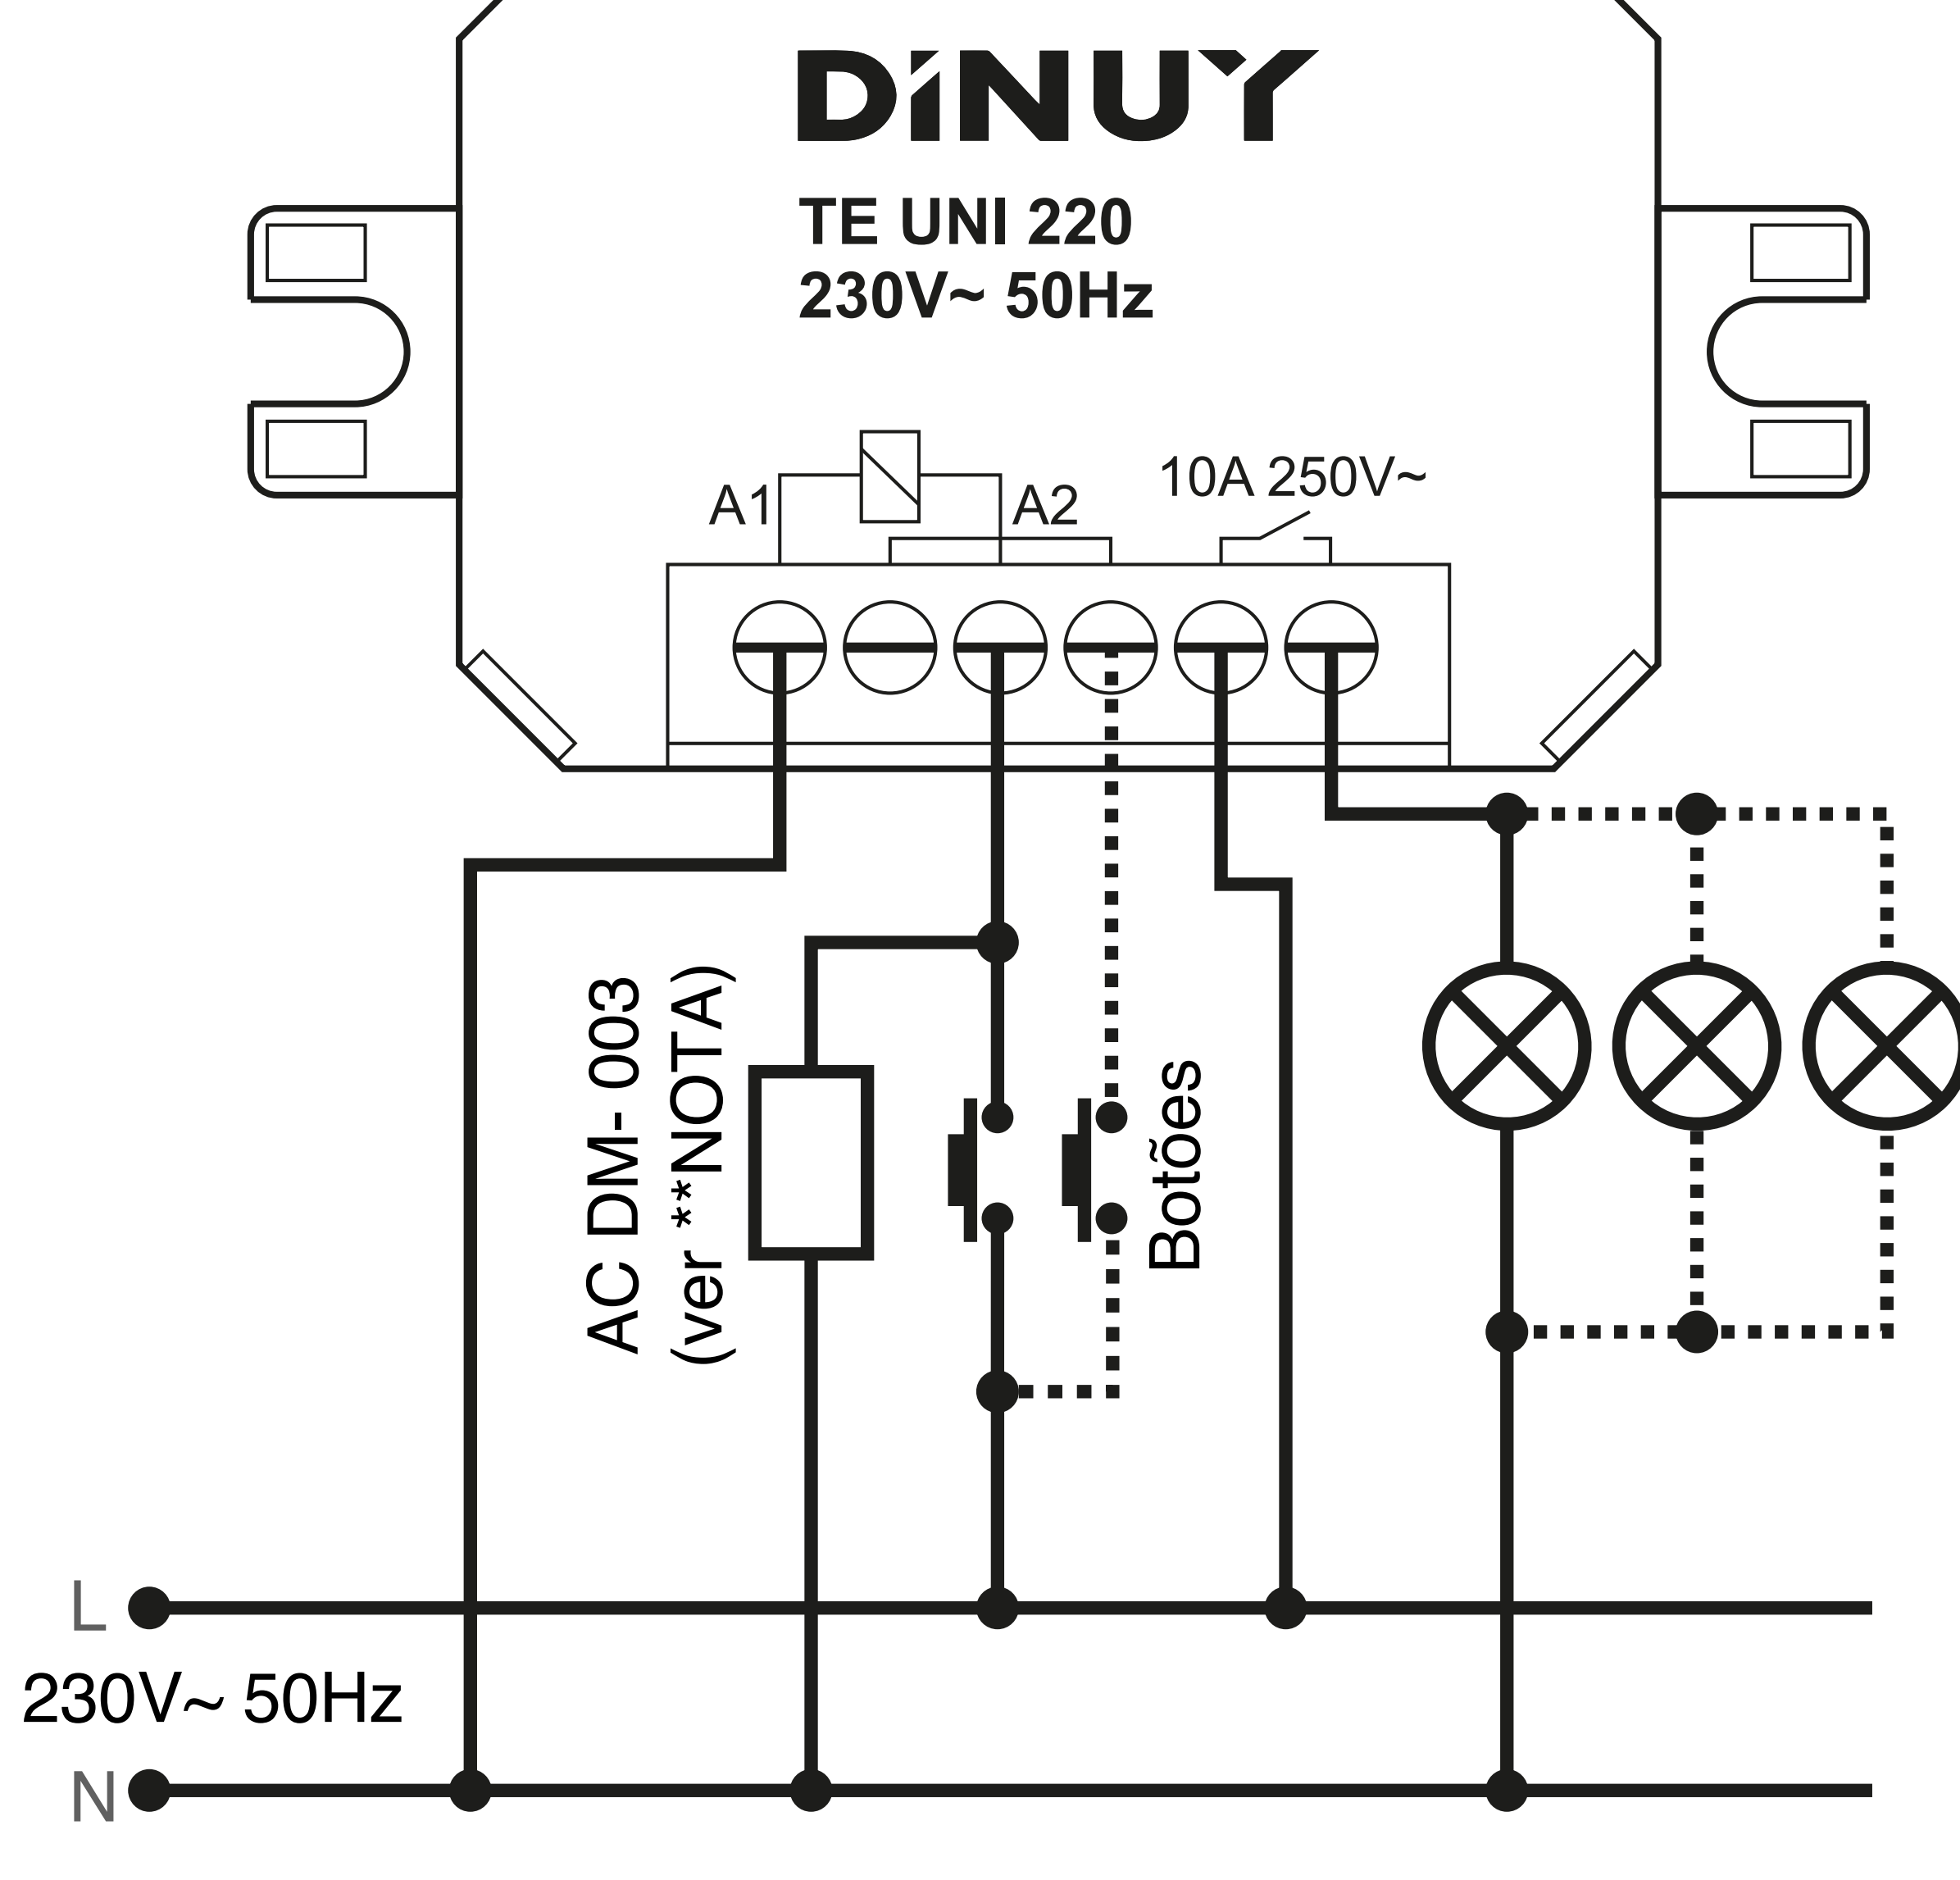 DiNUY
TE UNI 220
230V~ 50Hz
A1
A2
10A 250V~
AC DM- 003
(ver **NOTA)
Botões
L
230V~ 50Hz
N